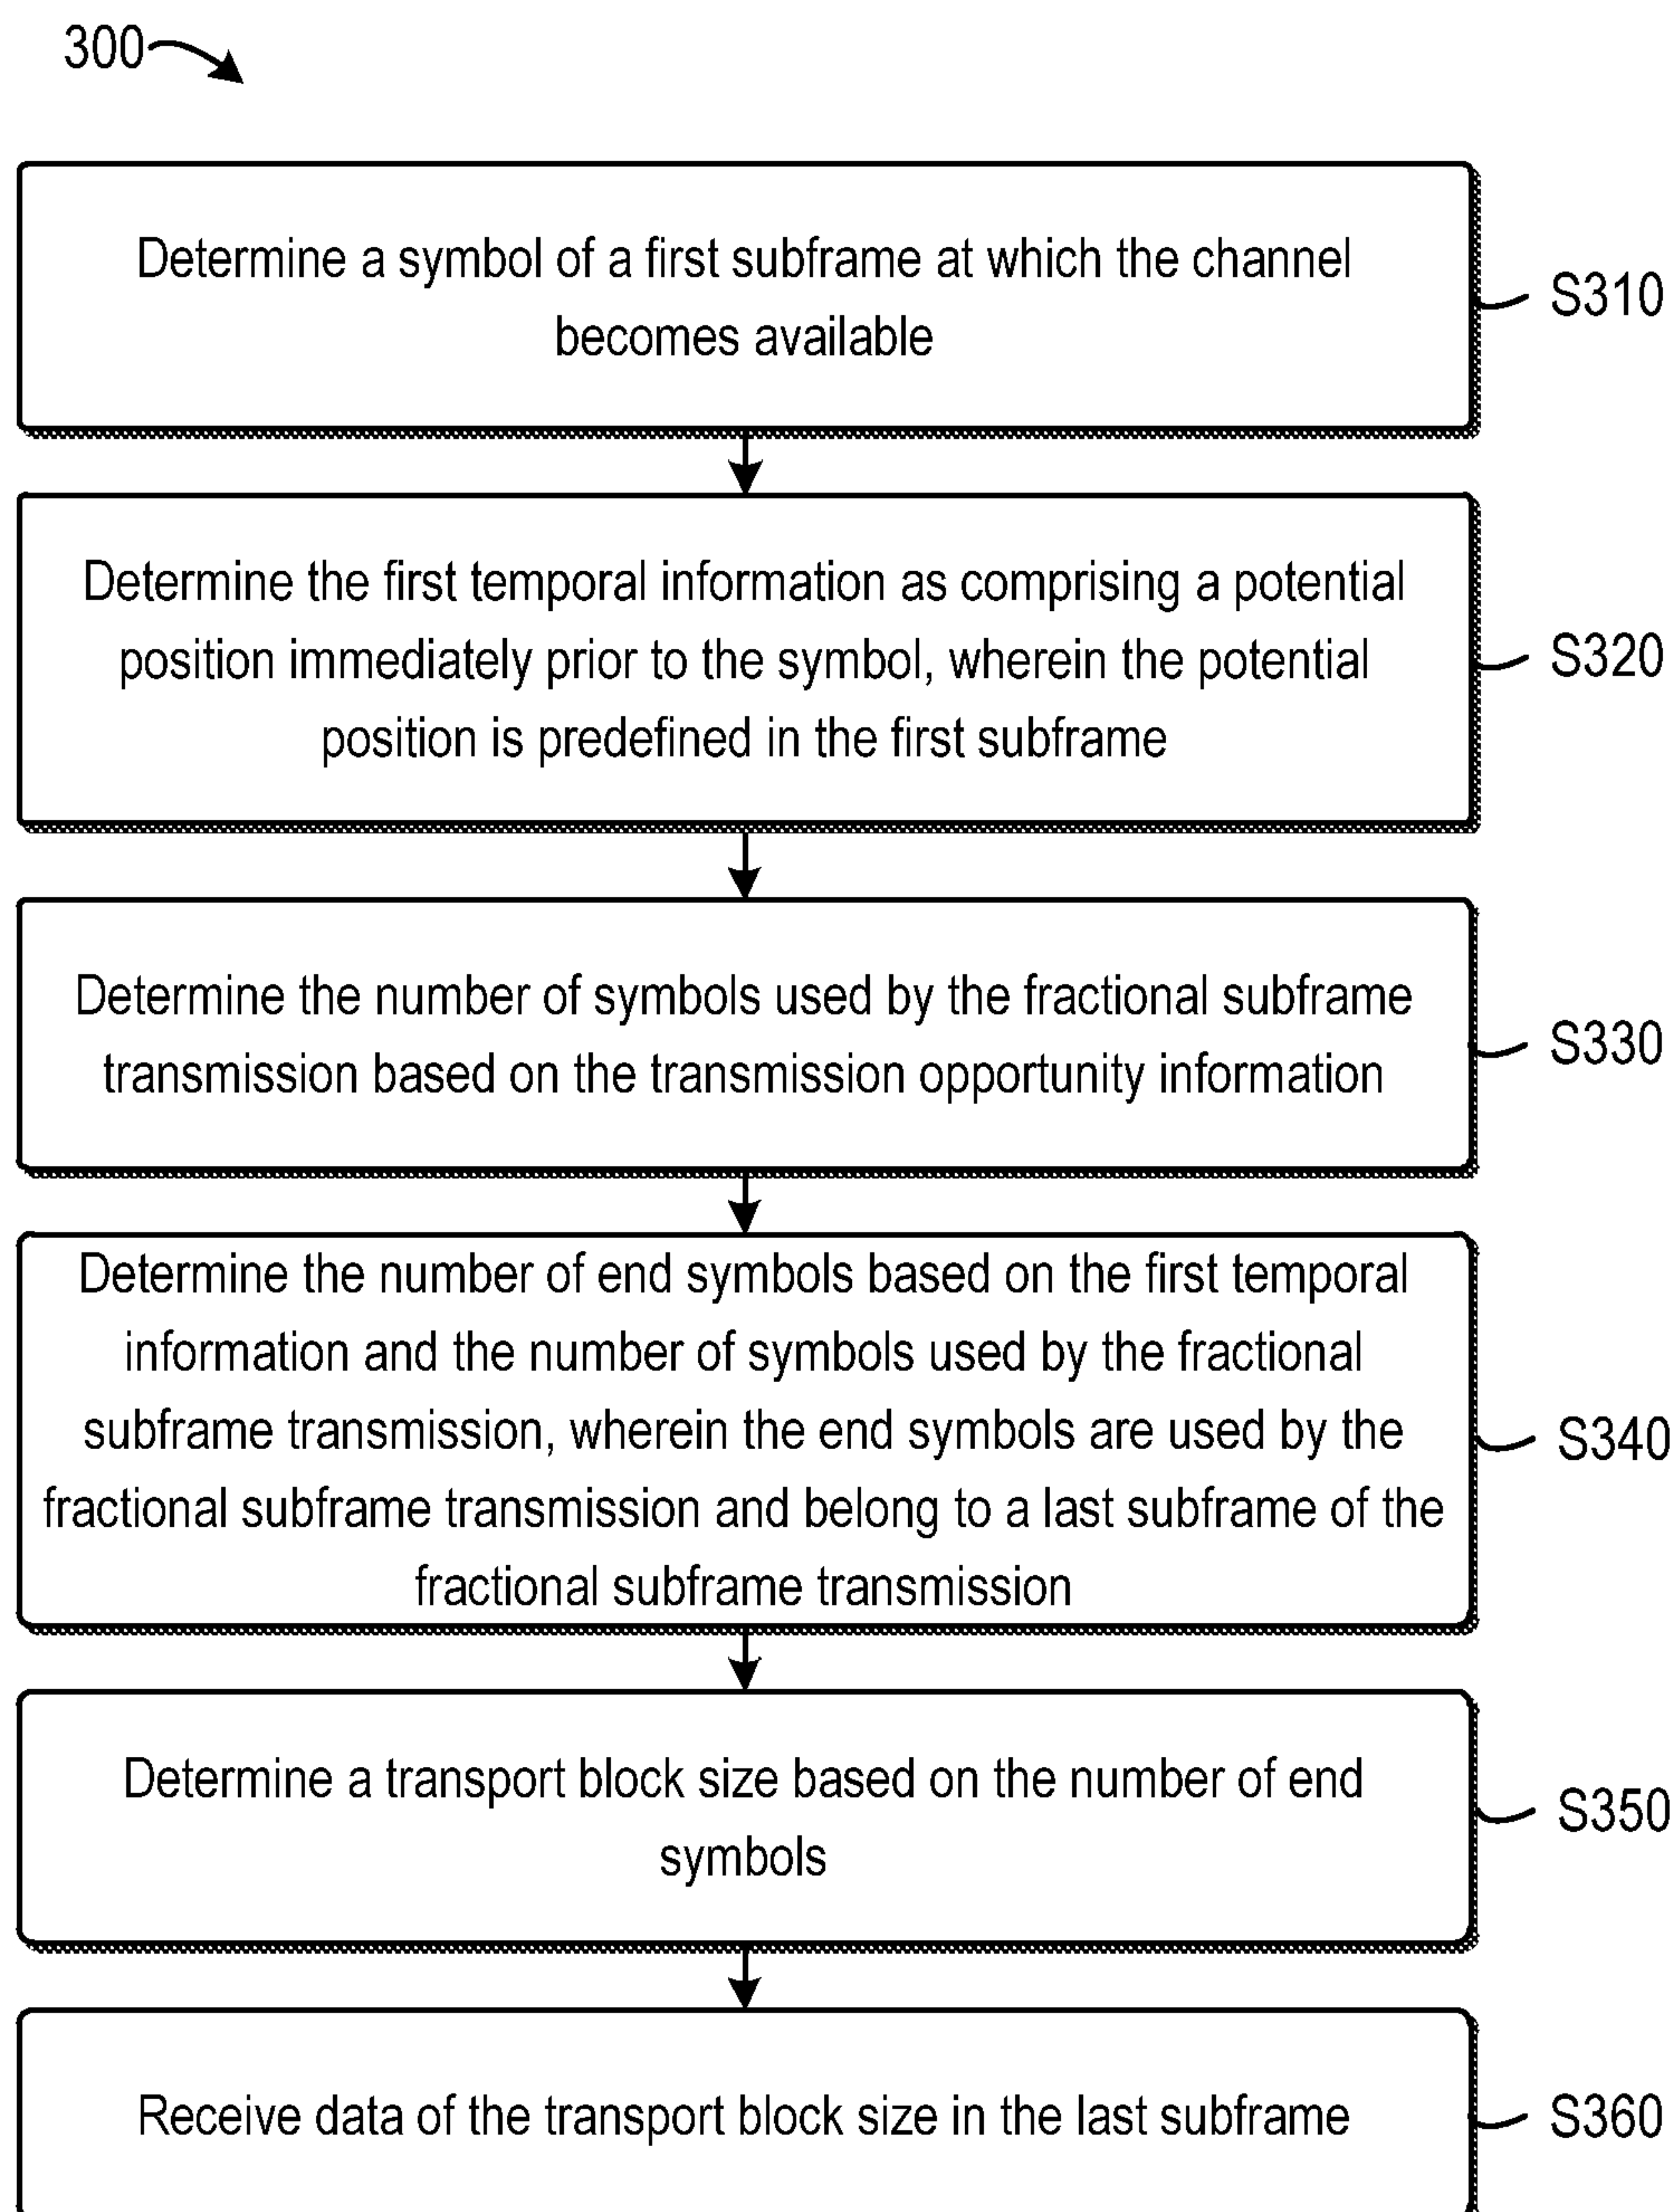 300
Determine a symbol of a first subframe at which the channel
becomes available
S310
Determine the first temporal information as comprising a potential
position immediately prior to the symbol, wherein the potential
position is predefined in the first subframe
S320
Determine the number of symbols used by the fractional subframe
transmission based on the transmission opportunity information
S330
Determine the number of end symbols based on the first temporal
information and the number of symbols used by the fractional
subframe transmission, wherein the end symbols are used by the
fractional subframe transmission and belong to a last subframe of the
fractional subframe transmission
S340
Determine a transport block size based on the number of end
symbols
S350
Receive data of the transport block size in the last subframe
S360